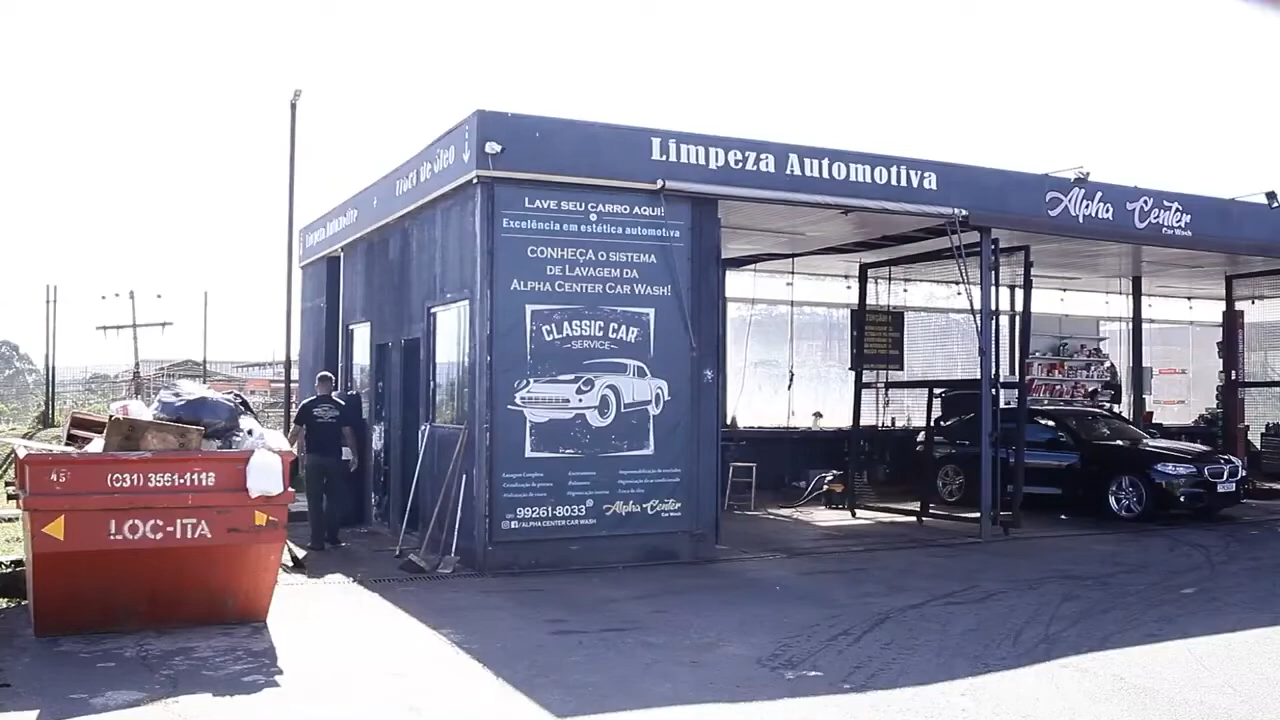 Limpeza Automotiva
Alpha Center
Car Wash
Limpeza Automotiva
Troca de óleo
LAVE SEU CARRO AQUI!
Excelência em estética automotiva
CONHEÇA O SISTEMA
DE LAVAGEM DA
ALPHA CENTER CAR WASH!
CLASSIC CAR
SERVICE
99261-8033
/ALPHA CENTER CAR WASH
Alpha Center
Car Wash
(031) 3561-1118
LOC-ITA